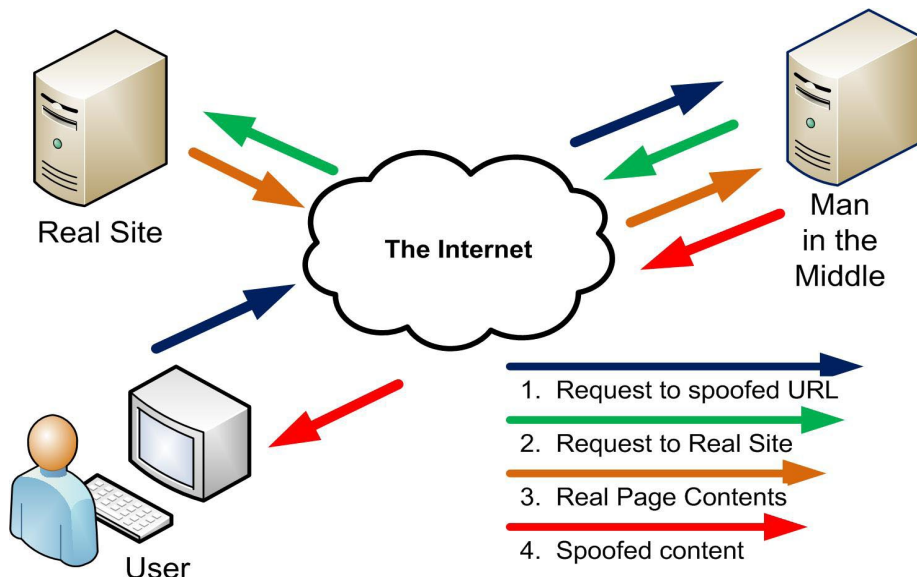 Real Site
The Internet
Man
in the
Middle
1. Request to spoofed URL
2. Request to Real Site
3. Real Page Contents
4. Spoofed content
User